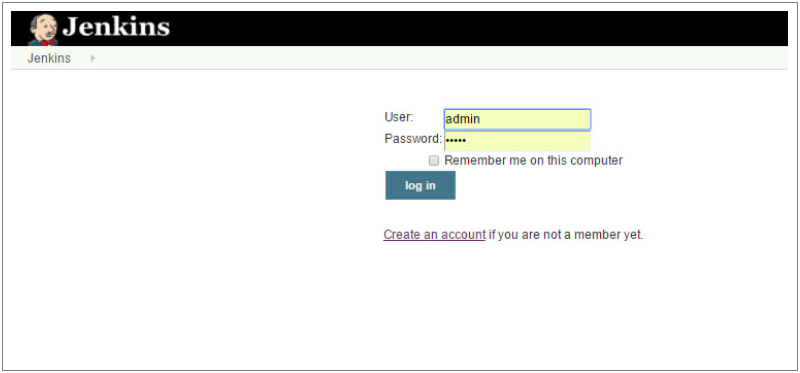 Jenkins
Jenkins
User: admin
Password: •••••
Remember me on this computer
log in
Create an account if you are not a member yet.